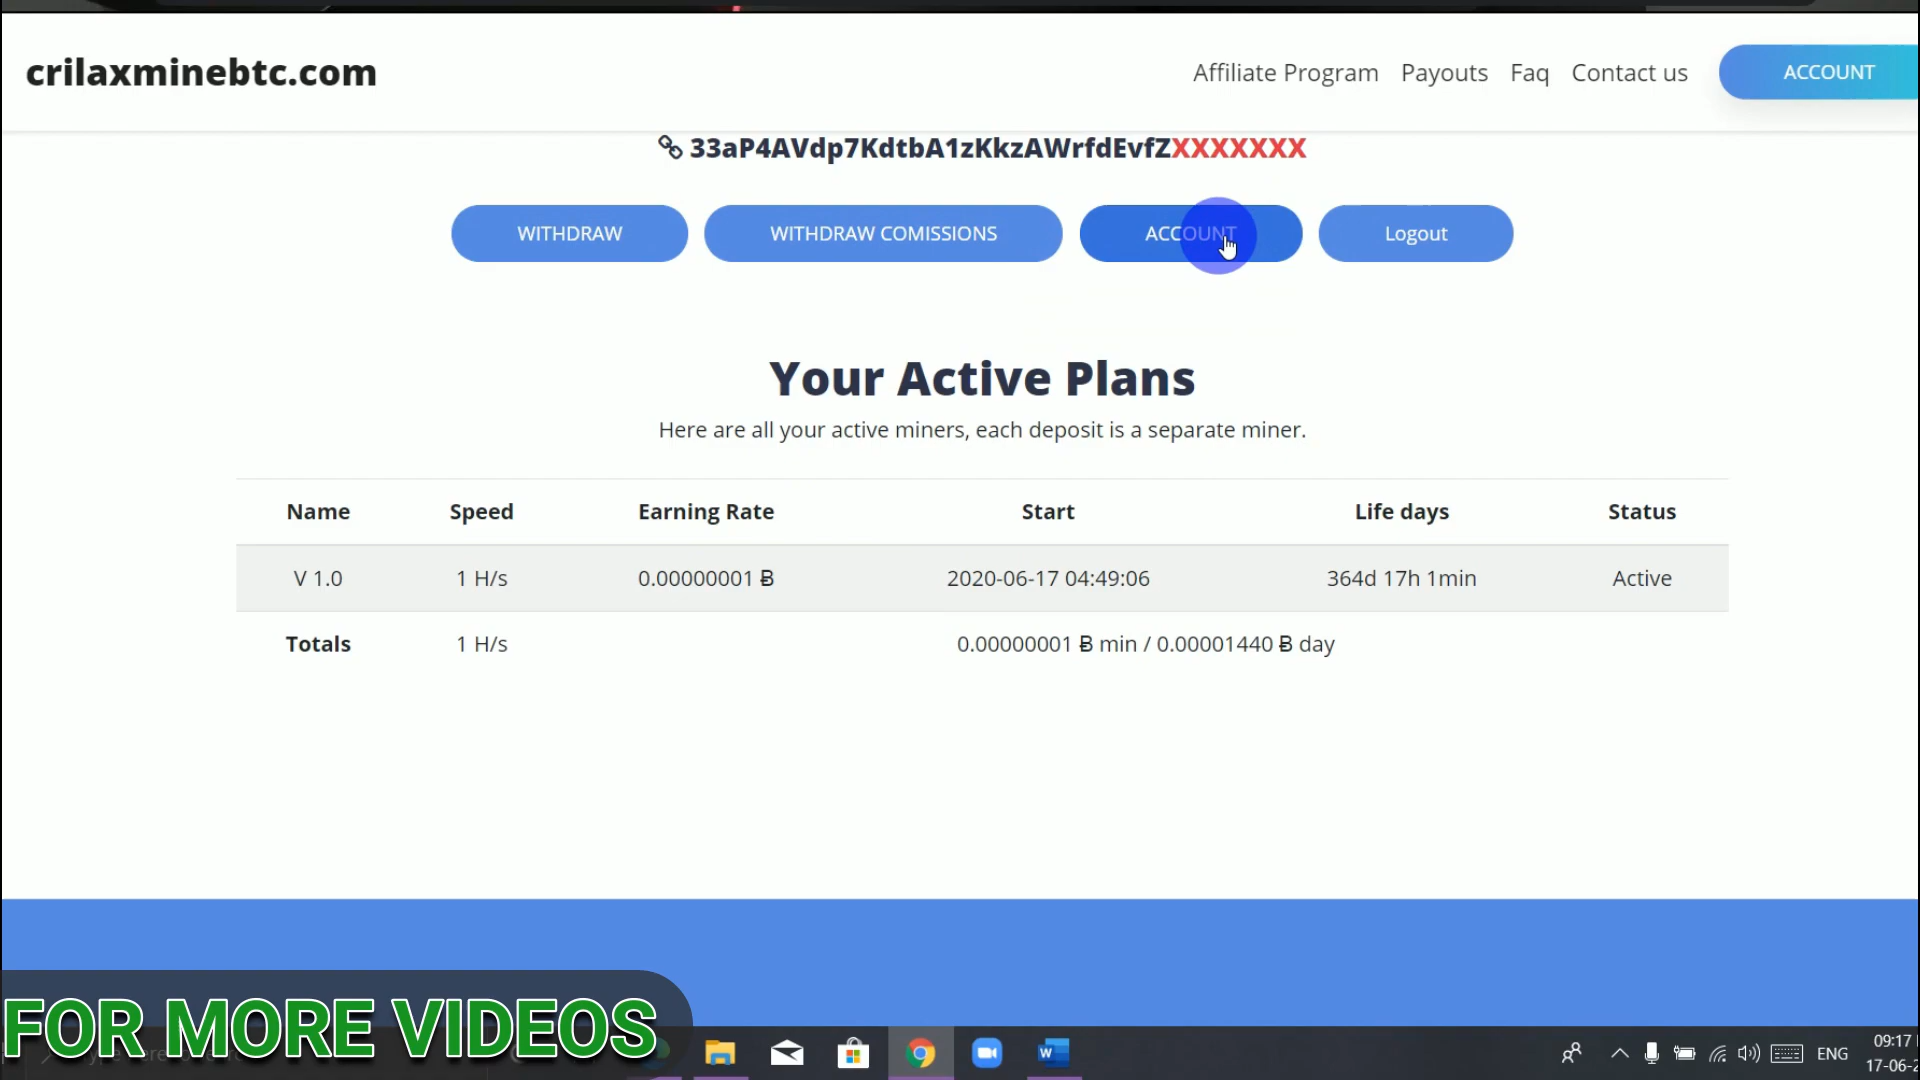 crilaxminebtc.com
Affiliate Program Payouts Faq Contact us ACCOUNT
33aP4AVdp7KdtbA1zKkzAWrfdEvfZXXXXXXX
WITHDRAW WITHDRAW COMISSIONS ACCOUNT Logout
Your Active Plans
Here are all your active miners, each deposit is a separate miner.
Name Speed Earning Rate Start Life days Status
V 1.0 1 H/s 0.00000001 Ƀ 2020-06-17 04:49:06 364d 17h 1min Active
Totals 1 H/s 0.00000001 Ƀ min / 0.00001440 Ƀ day
FOR MORE VIDEOS
ENG
09:17
17-06-2